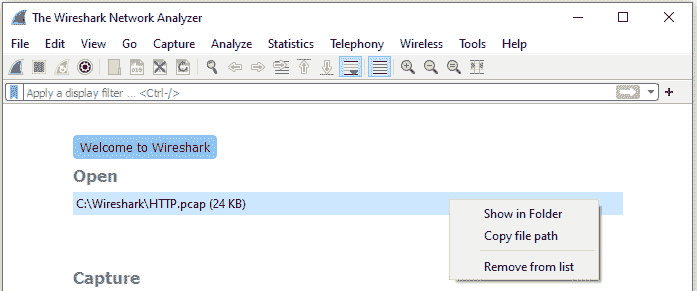 The Wireshark Network Analyzer
File Edit View Go Capture Analyze Statistics Telephony Wireless Tools Help
Apply a display filter ... <Ctrl-/>
Welcome to Wireshark
Open
C:\Wireshark\HTTP.pcap (24 KB)
Show in Folder
Copy file path
Remove from list
Capture